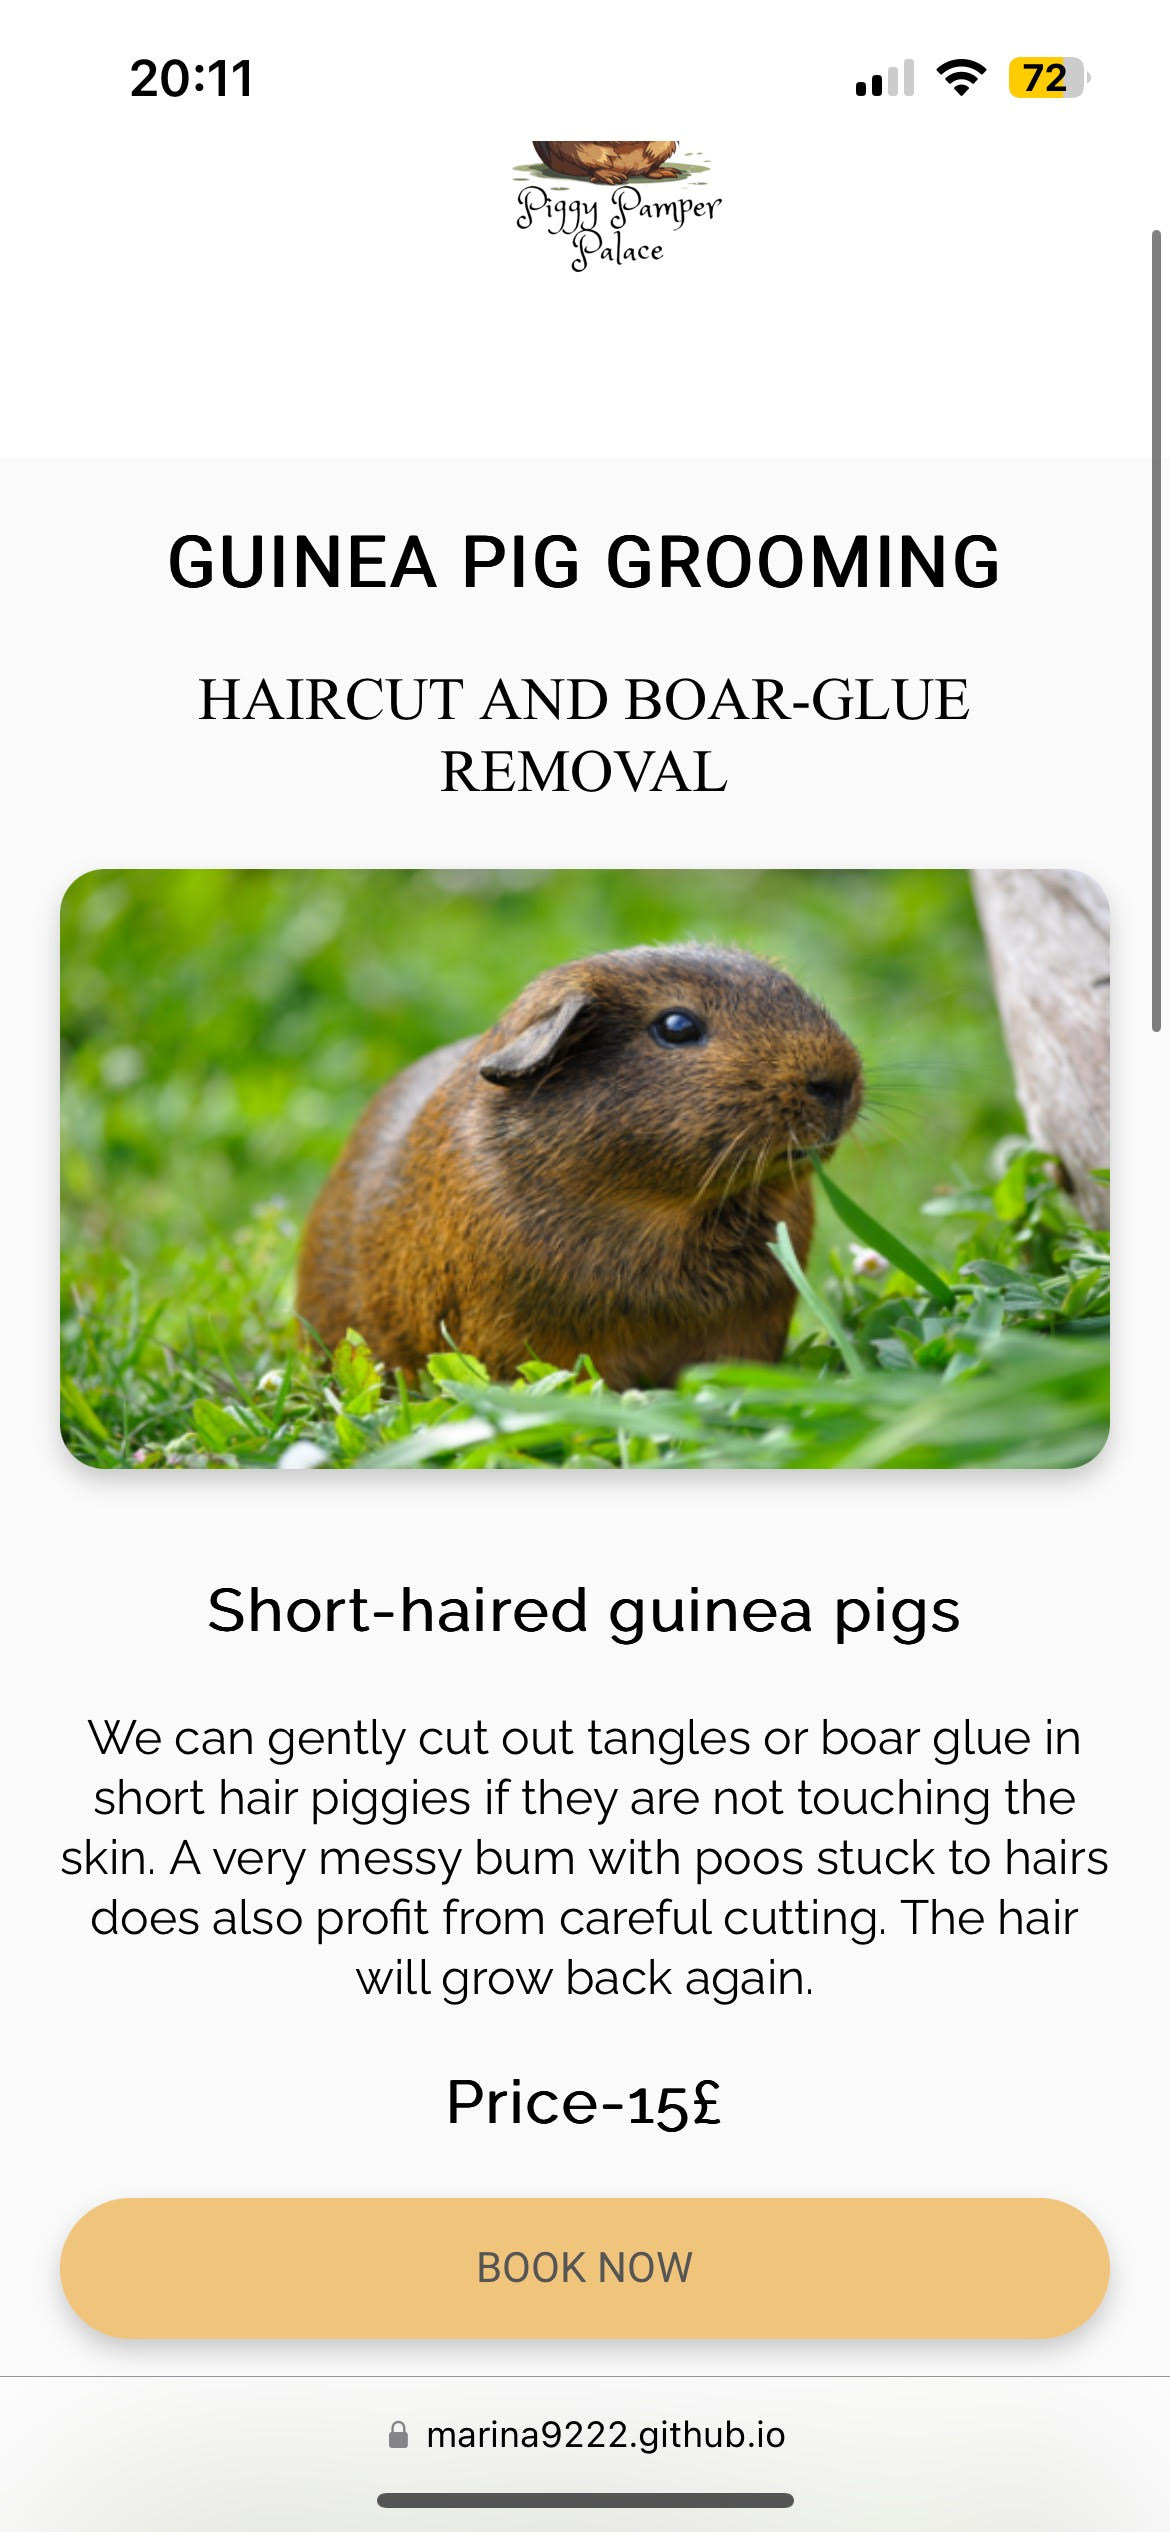 20:11
72
Piggy Pamper
Palace
GUINEA PIG GROOMING
HAIRCUT AND BOAR-GLUE
REMOVAL
Short-haired guinea pigs
We can gently cut out tangles or boar glue in
short hair piggies if they are not touching the
skin. A very messy bum with poos stuck to hairs
does also profit from careful cutting. The hair
will grow back again.
Price-15£
BOOK NOW
marina9222.github.io